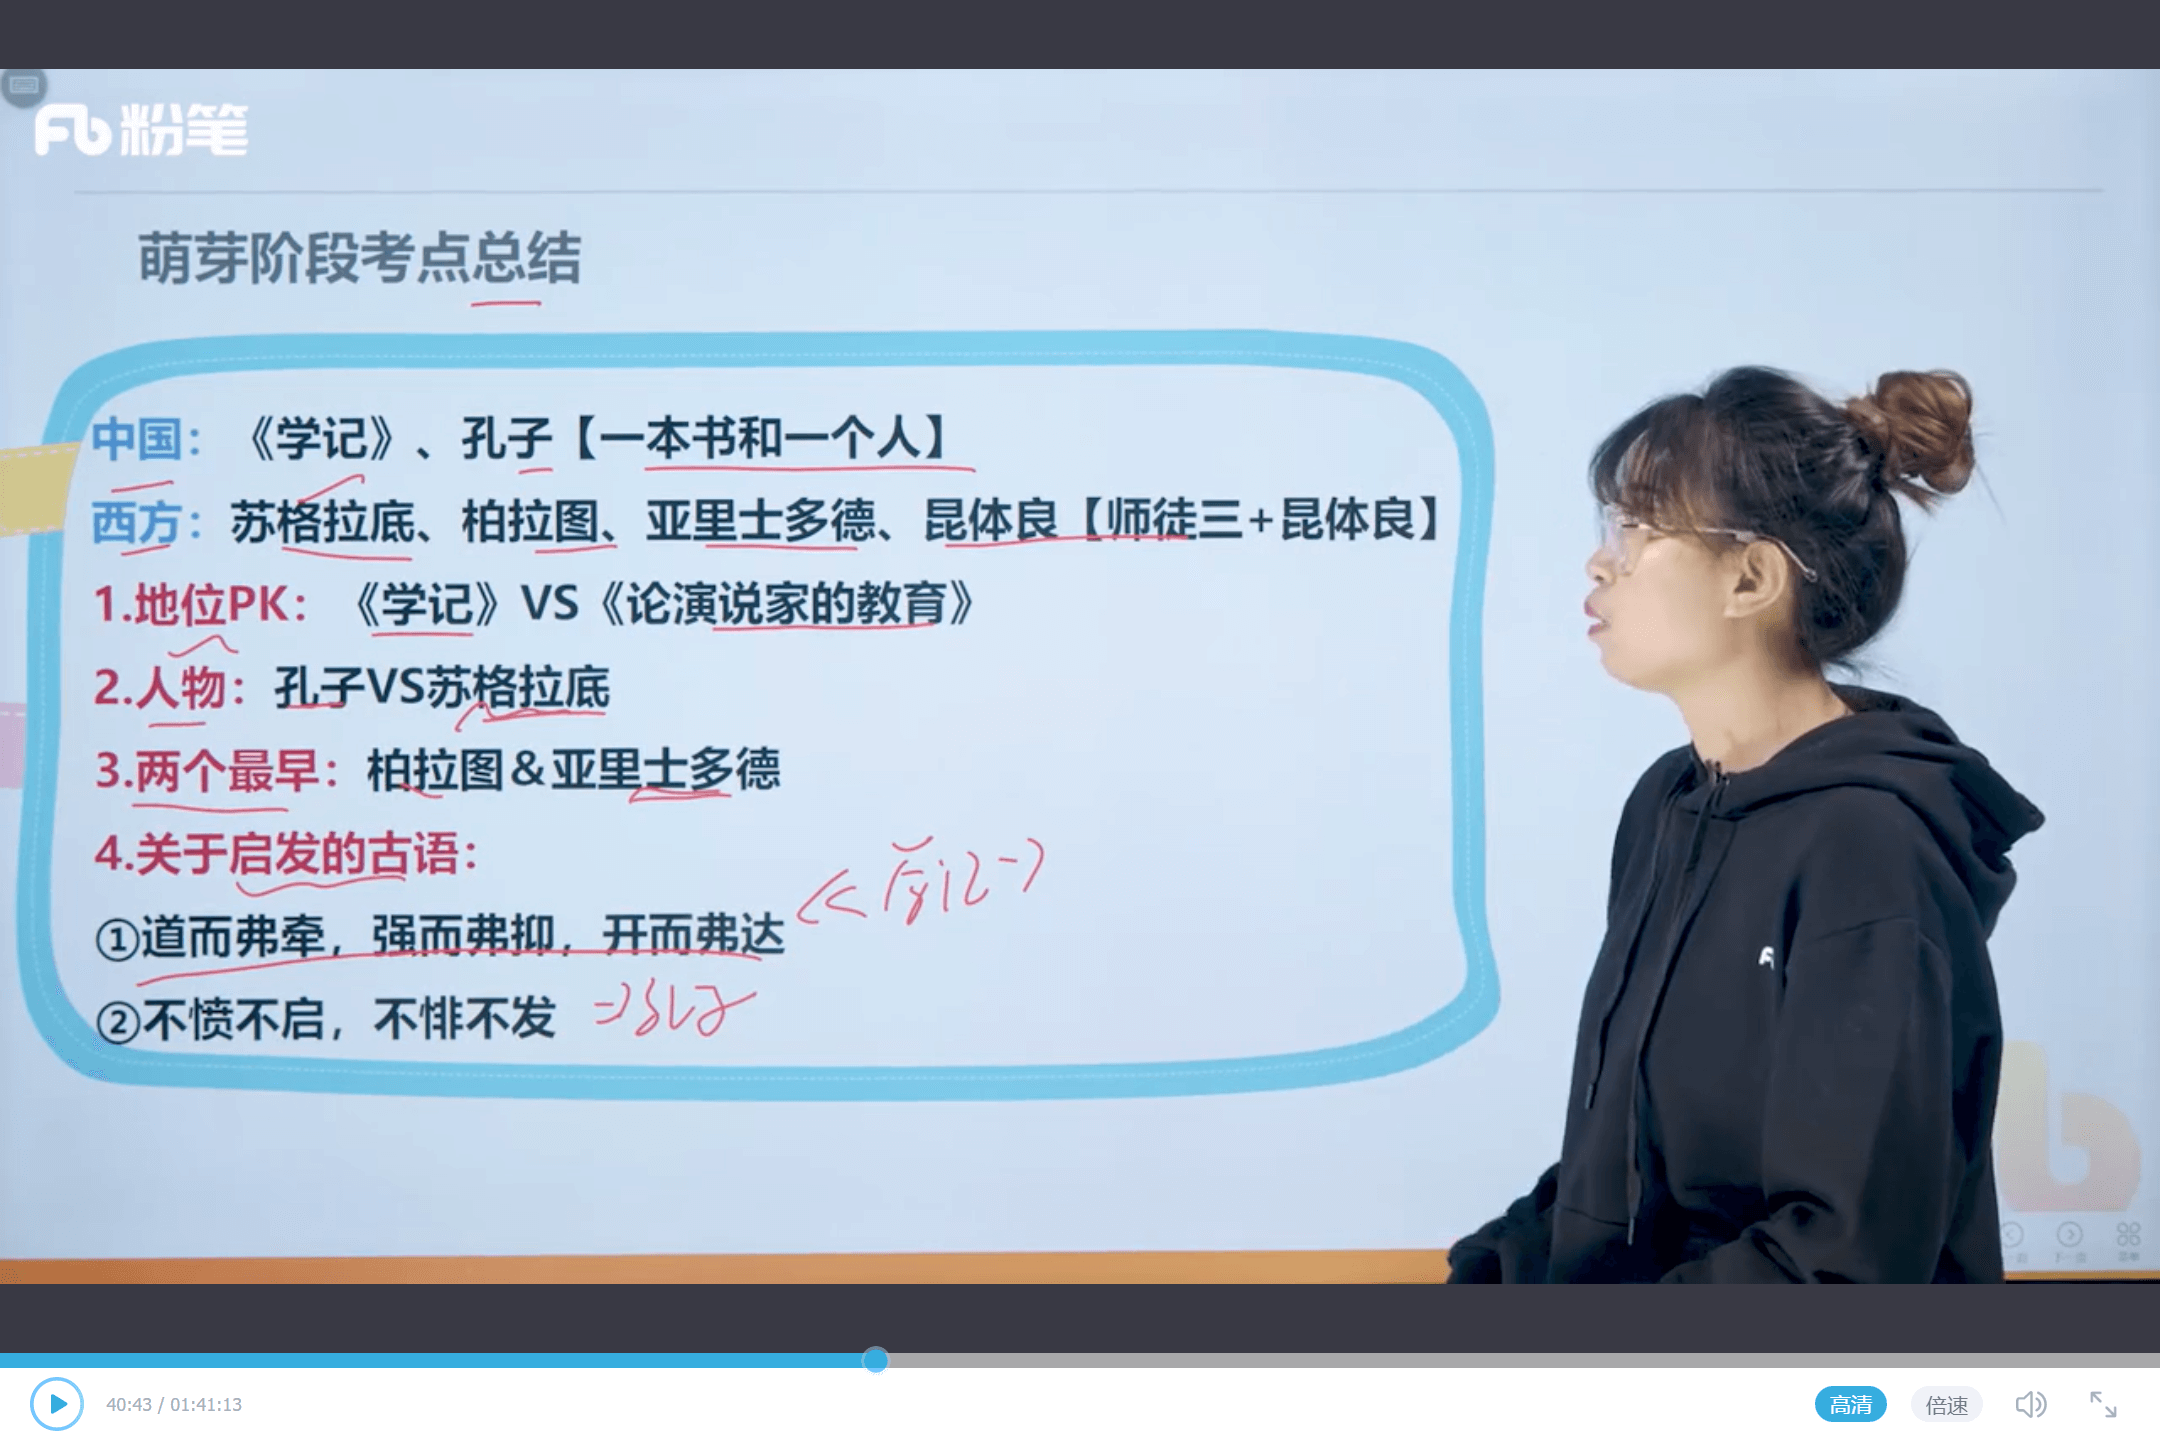 粉笔
萌芽阶段考点总结
中国：《学记》、孔子【一本书和一个人】
西方：苏格拉底、柏拉图、亚里士多德、昆体良【师徒三+昆体良】
1.地位PK：《学记》VS《论演说家的教育》
2.人物：孔子VS苏格拉底
3.两个最早：柏拉图＆亚里士多德
4.关于启发的古语：
①道而弗牵，强而弗抑，开而弗达
②不愤不启，不悱不发 孔子
40:43 / 01:41:13
高清
倍速